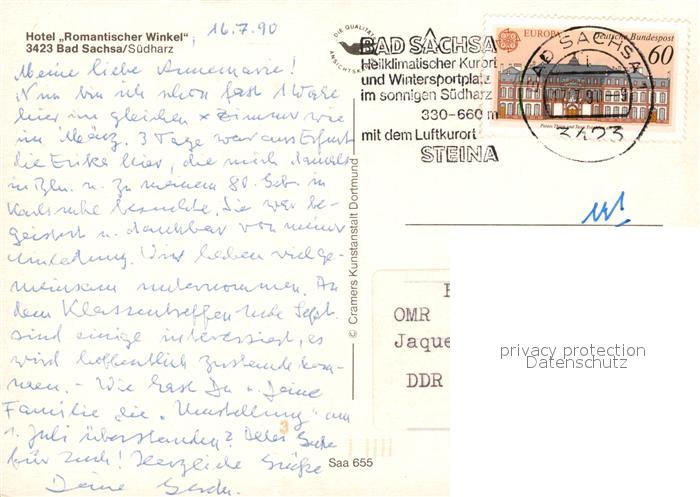 Hotel „Romantischer Winkel"
3423 Bad Sachsa/Südharz
16.7.90
Meine liebe Annemarie!
Nun bin ich schon fast 1 Woche
hier im gleichen x Zimmer wie
im März. 3 Tage war aus Erfurt
die Erika hier, die mich damals
in Bln. u. zu meinem 80. Geb. in
Karlsruhe besuchte. Sie war be-
geistert u. dankbar von meiner
Einladung. Wir haben viel ge-
meinsam unternommen. An
dem Klassentreffen Ende Sept.
sind einige interessiert, es
wird hoffentlich zustande kom-
men. - Wie hast Du u. Deine
Familie die „Umstellung" am
1. Juli überstanden? Alles Gute
für Euch! Herzliche Grüße
Deine
DIE QUALITÄTS
ANSICHTSKARTE
BAD SACHSA
Heilklimatischer Kurort
und Wintersportplatz
im sonnigen Südharz
330-660 m
mit dem Luftkurort
STEINA
EUROPA
Deutsche Bundespost
60
BAD SACHSA 1
3423
© Cramers Kunstanstalt Dortmund
OMR
Jaque
DDR
3
Saa 655
privacy protection
Datenschutz